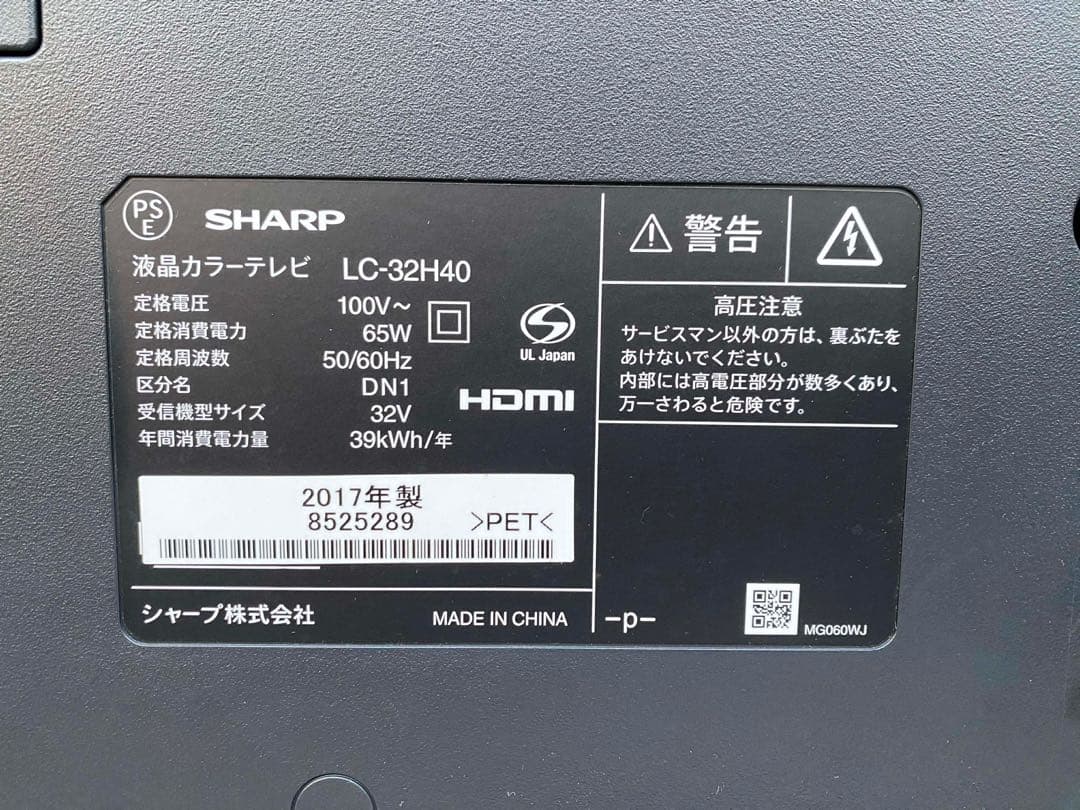 PS
E
SHARP
液晶カラーテレビ LC-32H40
定格電圧 100V～
定格消費電力 65W
定格周波数 50/60Hz
区分名 DN1
受信機型サイズ 32V
年間消費電力量 39kWh/年
UL Japan
HDMI
2017年製
8525289 >PET<
シャープ株式会社 MADE IN CHINA
警告
高圧注意
サービスマン以外の方は、裏ぶたを
あけないでください。
内部には高電圧部分が数多くあり、
万一さわると危険です。
-p-
MG060WJ